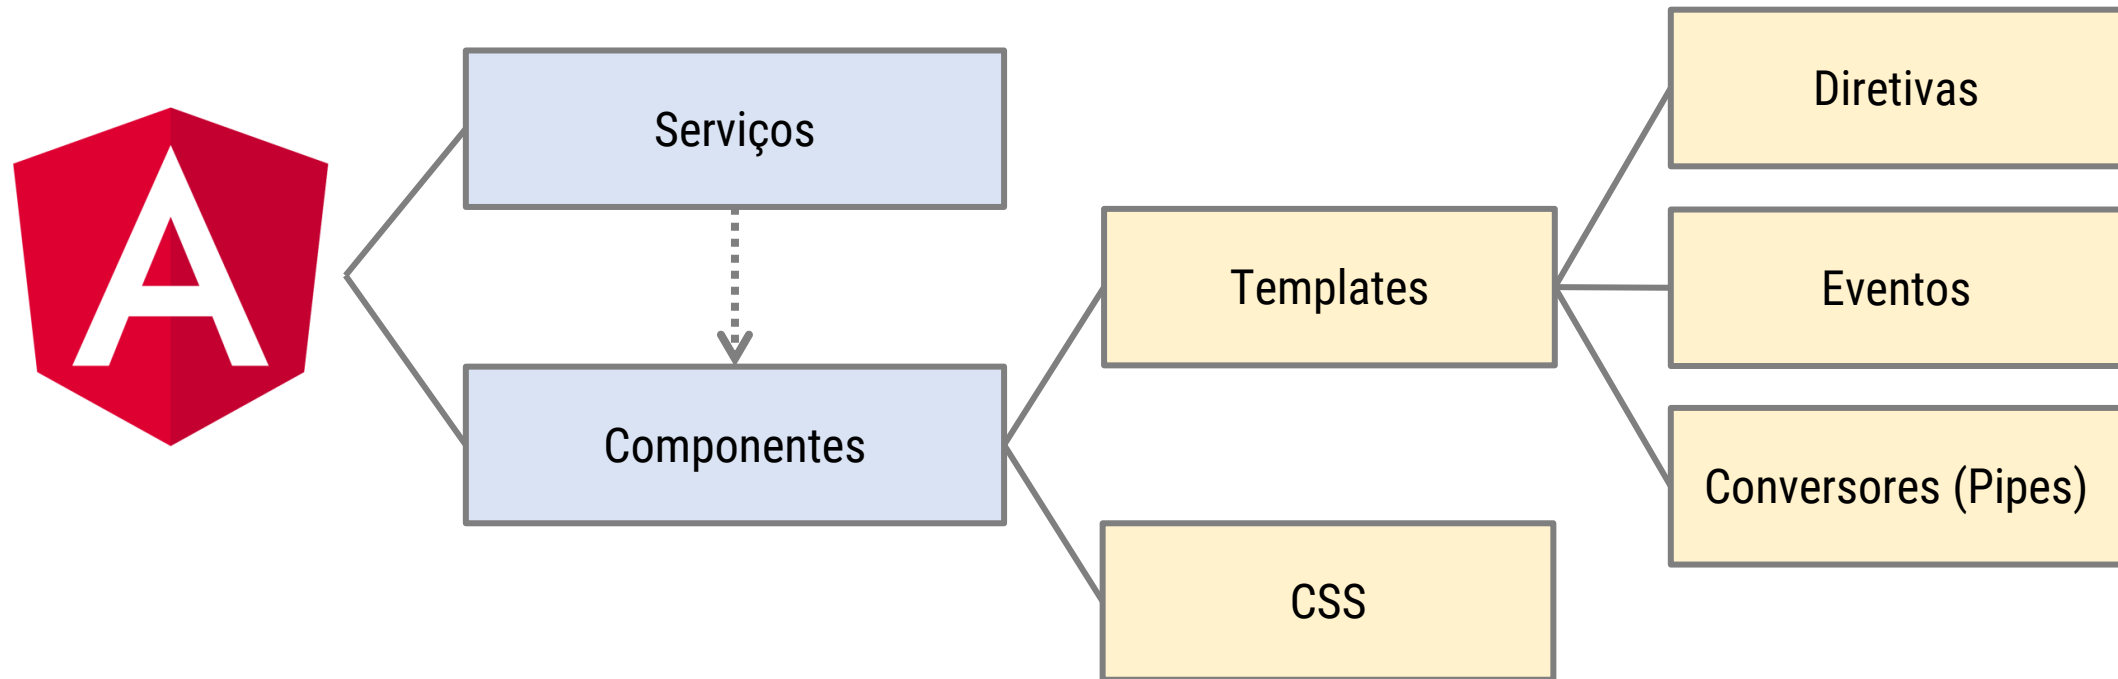 Serviços
Componentes
Templates
CSS
Diretivas
Eventos
Conversores (Pipes)